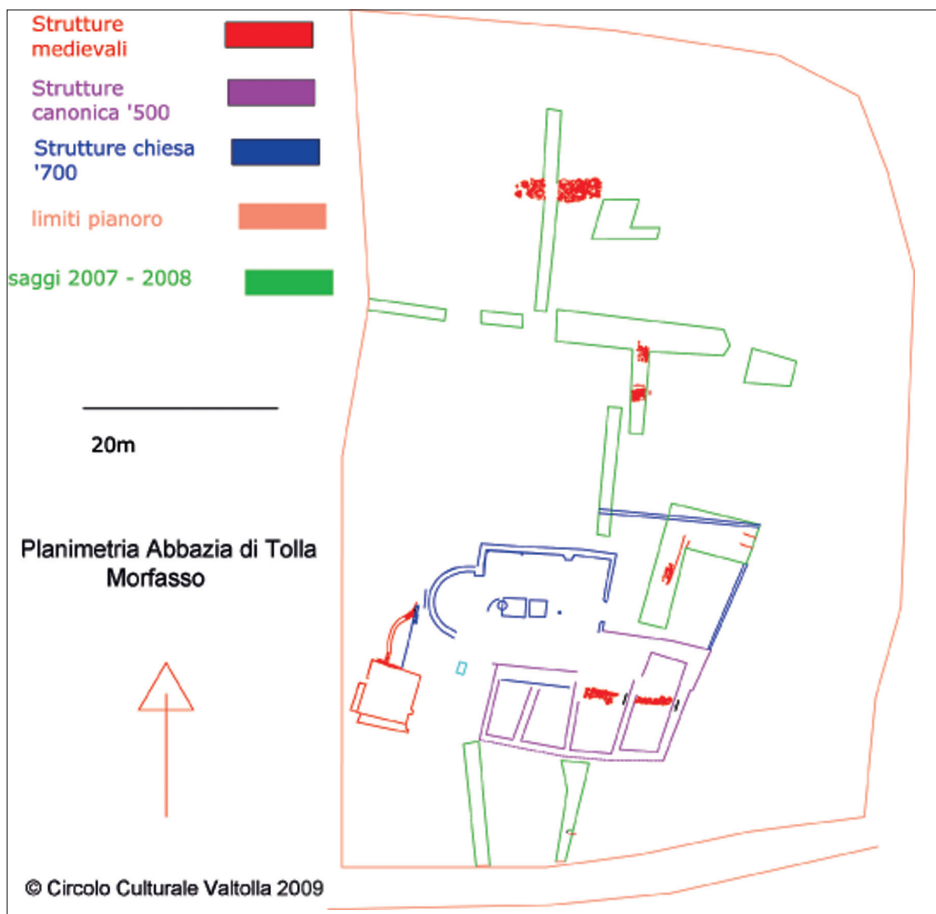 Strutture
medievali
Strutture
canonica '500
Strutture chiesa
'700
limiti pianoro
saggi 2007 - 2008
20m
Planimetria Abbazia di Tolla
Morfasso
© Circolo Culturale Valtolla 2009